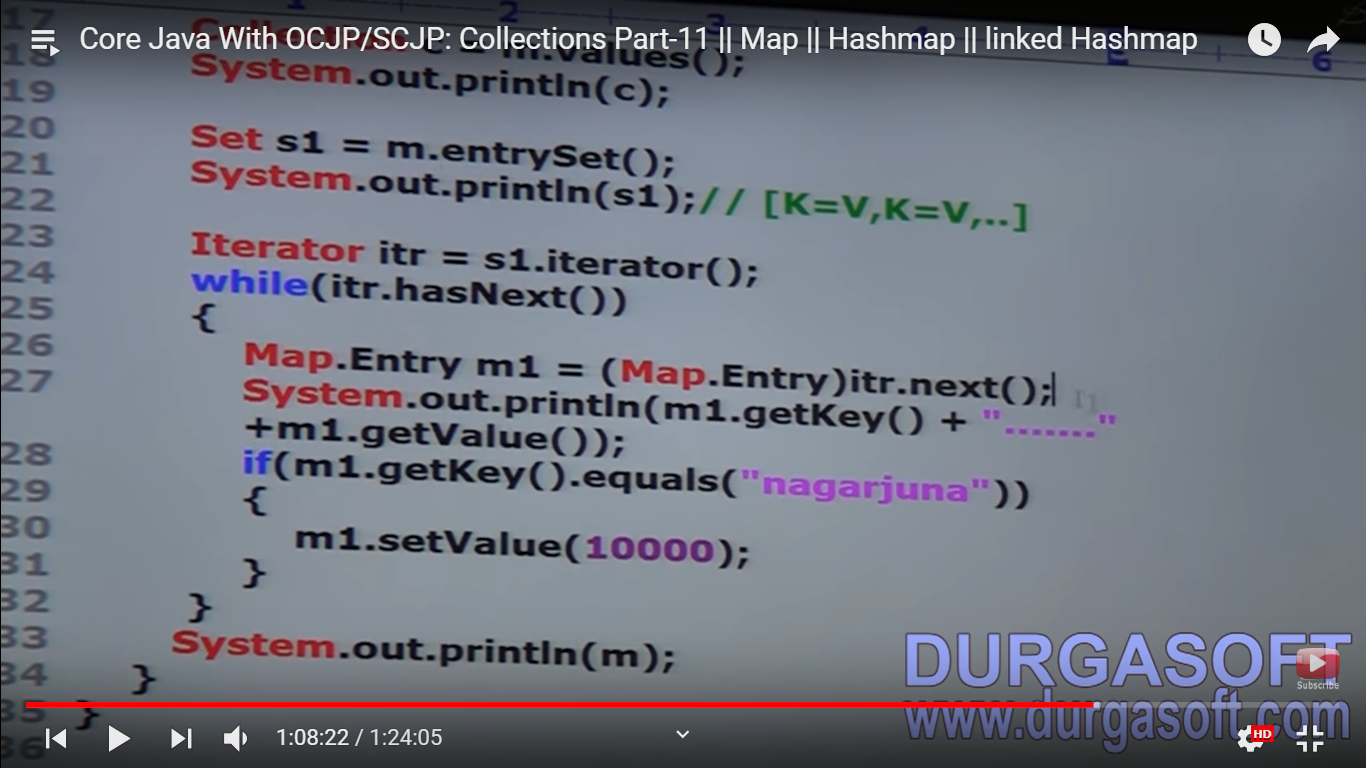 17
Core Java With OCJP/SCJP: Collections Part-11 || Map || Hashmap || linked Hashmap
18 m.values();
19 System.out.println(c);
20
21 Set s1 = m.entrySet();
22 System.out.println(s1);// [K=V,K=V,..]
23
24 Iterator itr = s1.iterator();
25 while(itr.hasNext())
{
26 Map.Entry m1 = (Map.Entry)itr.next();
27 System.out.println(m1.getKey() + "......."
+m1.getValue());
28 if(m1.getKey().equals("nagarjuna"))
29 {
30 m1.setValue(10000);
31 }
32 }
33 System.out.println(m);
34 }
35 }
36
DURGASOFT
Subscribe
www.durgasoft.com
1:08:22 / 1:24:05
HD